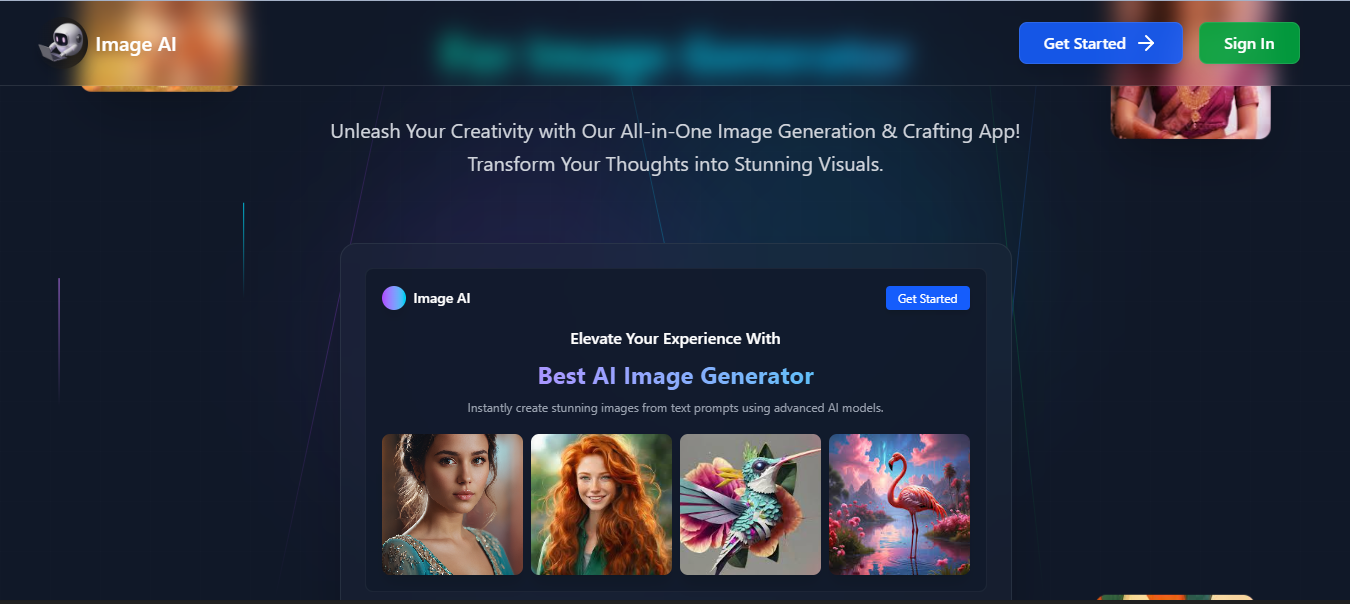 Image AI
Get Started
Sign In
Unleash Your Creativity with Our All-in-One Image Generation & Crafting App!
Transform Your Thoughts into Stunning Visuals.
Image AI
Get Started
Elevate Your Experience With
Best AI Image Generator
Instantly create stunning images from text prompts using advanced AI models.